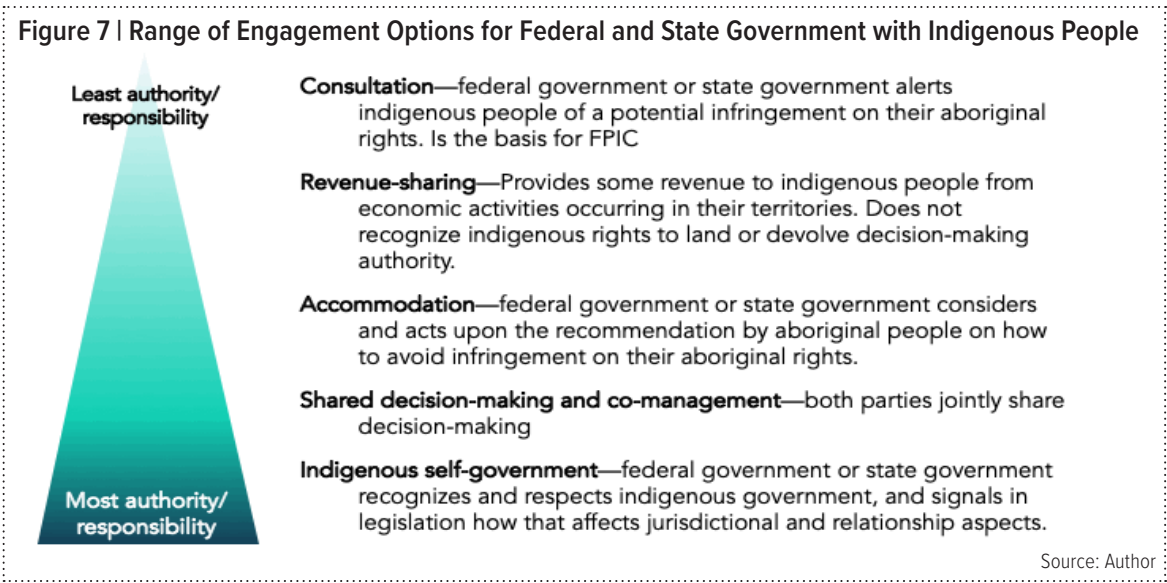 Figure 7 | Range of Engagement Options for Federal and State Government with Indigenous People
Least authority/
responsibility
Consultation—federal government or state government alerts
indigenous people of a potential infringement on their aboriginal
rights. Is the basis for FPIC
Revenue-sharing—Provides some revenue to indigenous people from
economic activities occurring in their territories. Does not
recognize indigenous rights to land or devolve decision-making
authority.
Accommodation—federal government or state government considers
and acts upon the recommendation by aboriginal people on how
to avoid infringement on their aboriginal rights.
Shared decision-making and co-management—both parties jointly share
decision-making
Indigenous self-government—federal government or state government
recognizes and respects indigenous government, and signals in
legislation how that affects jurisdictional and relationship aspects.
Most authority/
responsibility
Source: Author